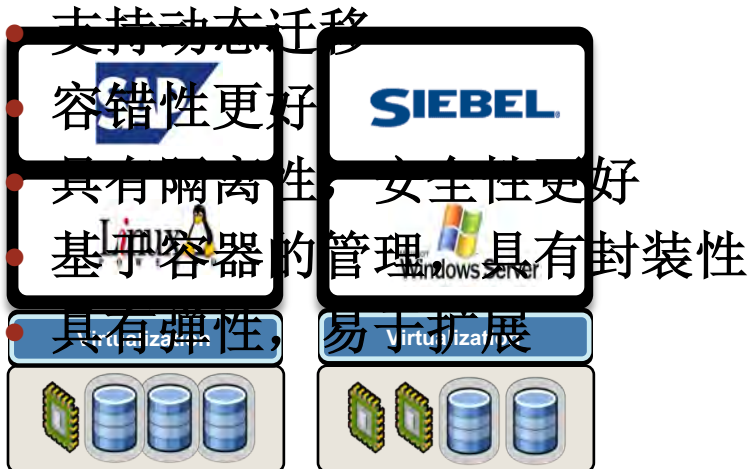 支持动态迁移
SAP
容错性更好
SIEBEL
具有隔离性，安全性更好
Linux
基于容器的管理，具有封装性
Windows Server
具有弹性，易于扩展
Virtualization
Virtualization